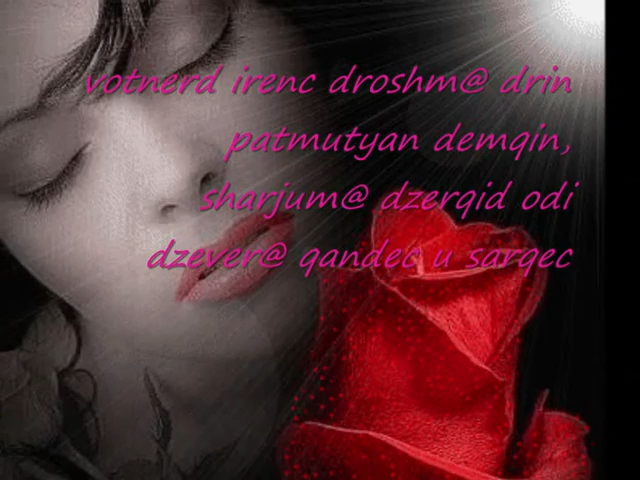 votnerd irenc droshm@ drin
patmutyan demqin,
sharjum@ dzerqid odi
dzever@ qandec u sarqec